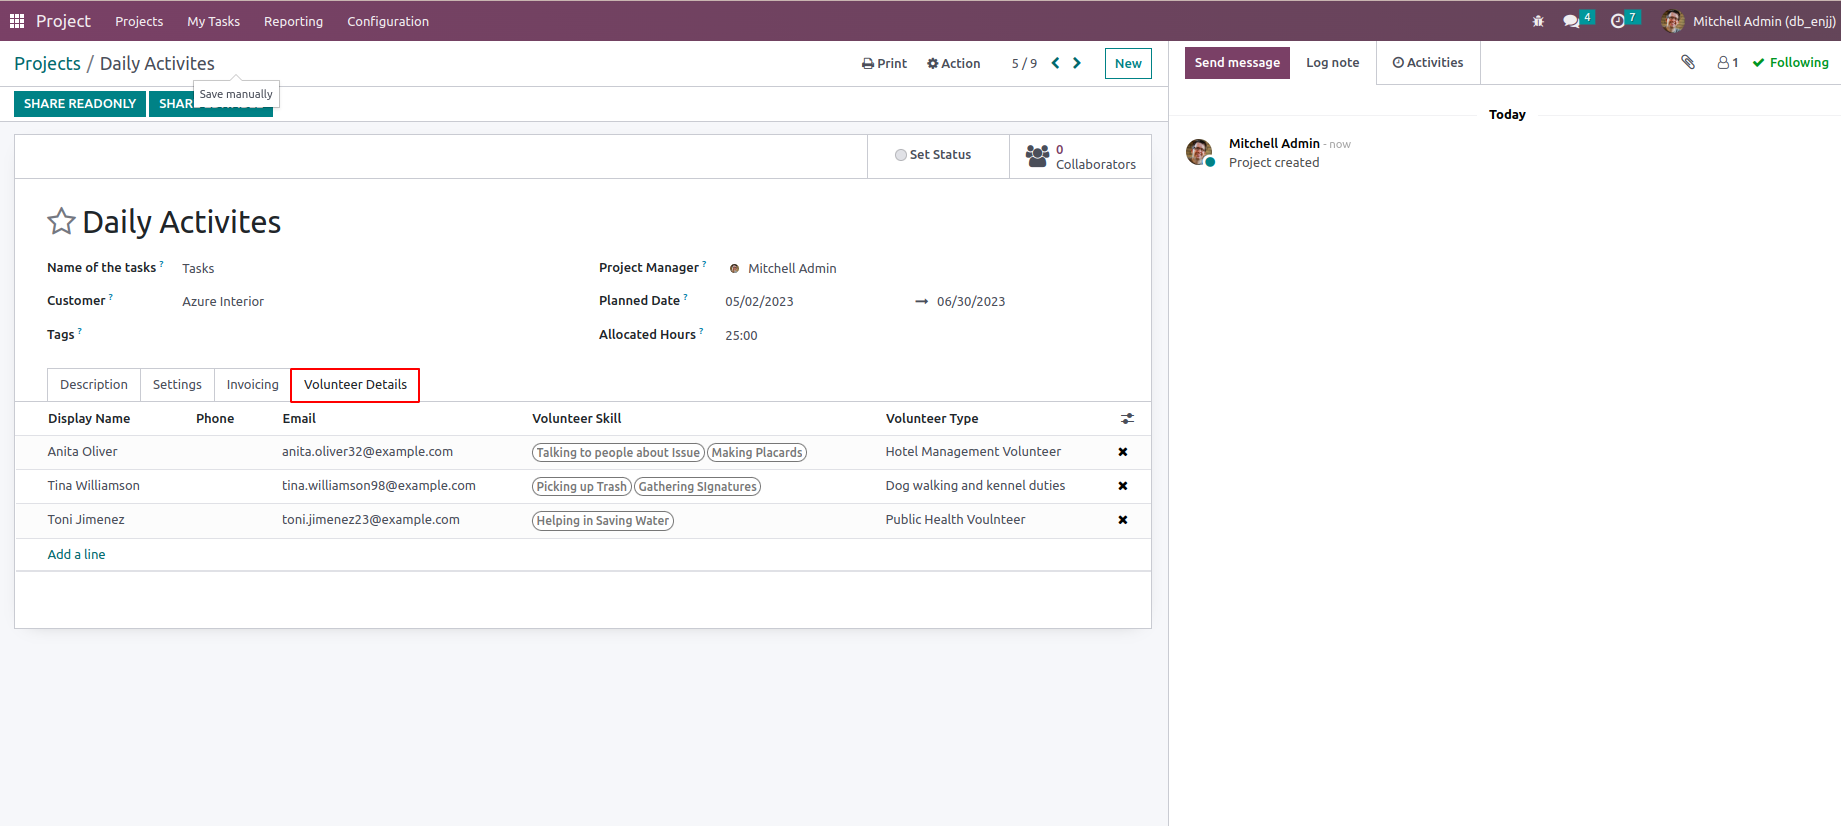 Project Projects My Tasks Reporting Configuration 4 7 Mitchell Admin (db_enjj)
Projects / Daily Activites Print Action 5 / 9 New
Save manually
SHARE READONLY
Send message Log note Activities 1 Following
Today
Mitchell Admin - now
Project created
Set Status 0 Collaborators
Daily Activites
Name of the tasks ? Tasks Project Manager ? Mitchell Admin
Customer ? Azure Interior Planned Date ? 05/02/2023 → 06/30/2023
Tags ? Allocated Hours ? 25:00
Description Settings Invoicing Volunteer Details
Display Name Phone Email Volunteer Skill Volunteer Type
Anita Oliver anita.oliver32@example.com Talking to people about Issue Making Placards Hotel Management Volunteer
Tina Williamson tina.williamson98@example.com Picking up Trash Gathering SIgnatures Dog walking and kennel duties
Toni Jimenez toni.jimenez23@example.com Helping in Saving Water Public Health Voulnteer
Add a line